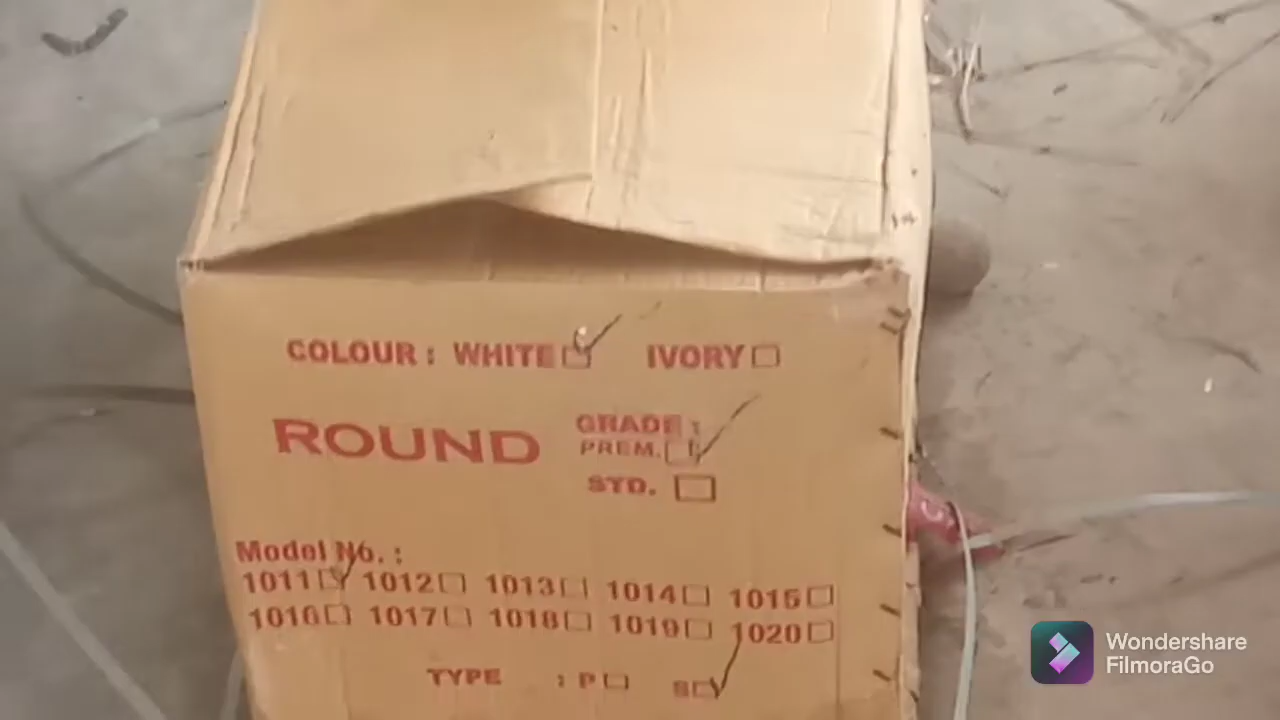 COLOUR : WHITE IVORY
ROUND GRADE :
PREM.
STD.
Model No. :
1011 1012 1013 1014 1015
1016 1017 1018 1019 1020
TYPE : P S
Wondershare
FilmoraGo